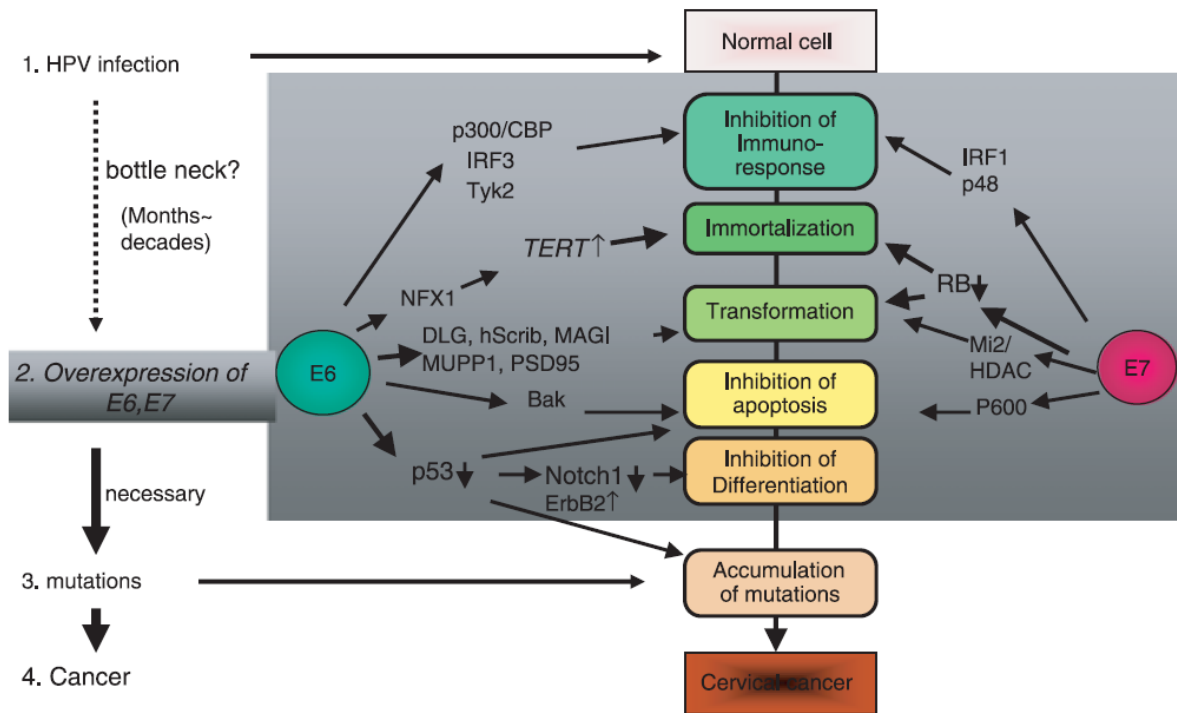 1. HPV infection
bottle neck?
(Months~
decades)
2. Overexpression of
E6,E7
necessary
3. mutations
4. Cancer
Normal cell
Inhibition of
Immuno-
response
Immortalization
Transformation
Inhibition of
apoptosis
Inhibition of
Differentiation
Accumulation
of mutations
Cervical cancer
E6
p300/CBP
IRF3
Tyk2
TERT↑
NFX1
DLG, hScrib, MAGI
MUPP1, PSD95
Bak
p53↓
Notch1↓
ErbB2↑
IRF1
p48
RB↓
Mi2/
HDAC
P600
E7